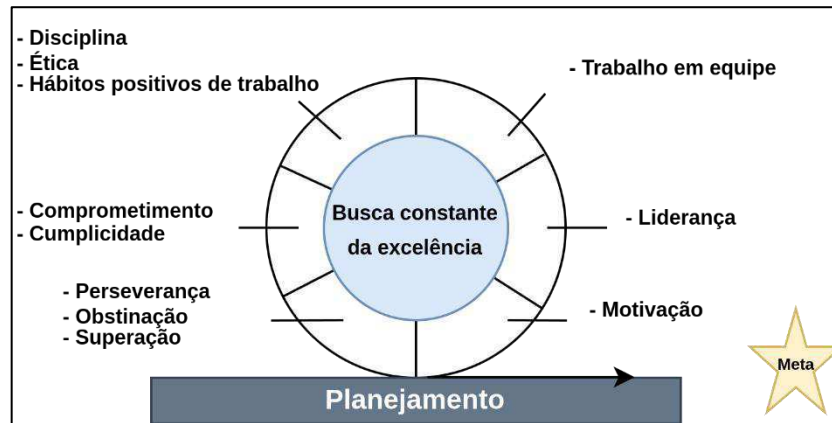 - Disciplina
- Ética
- Hábitos positivos de trabalho
- Trabalho em equipe
- Comprometimento
- Cumplicidade
Busca constante
da excelência
- Liderança
- Perseverança
- Obstinação
- Superação
- Motivação
Meta
Planejamento